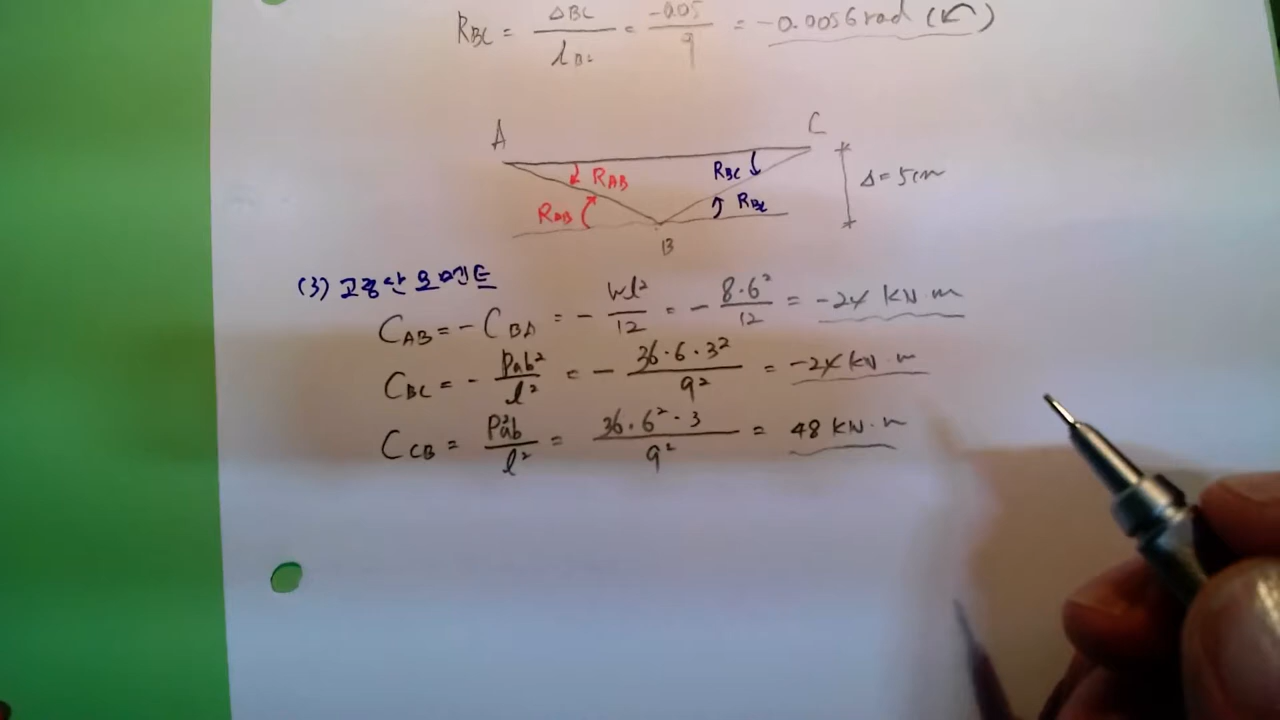 R_BC = ΔBC / l_BC = -0.05 / 9 = -0.0056 rad (↶)
A C
R_AB R_BC Δ=5cm
R_AB R_BC
B
(3) 고정단 모멘트
C_AB = -C_BA = - wl² / 12 = - 8·6² / 12 = -24 kN·m
C_BC = - Pab² / l² = - 36·6·3² / 9² = -24 kN·m
C_CB = Pa²b / l² = 36·6²·3 / 9² = 48 kN·m